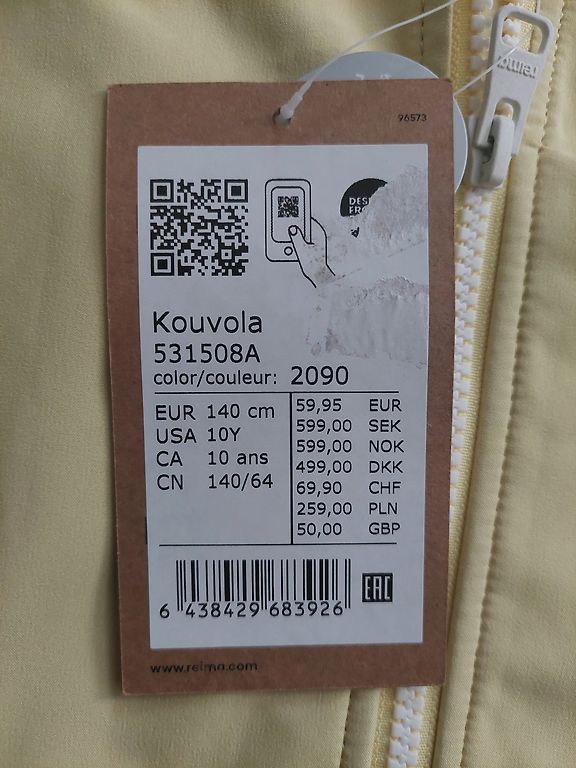 reima
96573
Kouvola
531508A
color/couleur: 2090
EUR 140 cm
USA 10Y
CA 10 ans
CN 140/64
59,95 EUR
599,00 SEK
599,00 NOK
499,00 DKK
69,90 CHF
259,00 PLN
50,00 GBP
6 438429 683926
EAC
www.reima.com